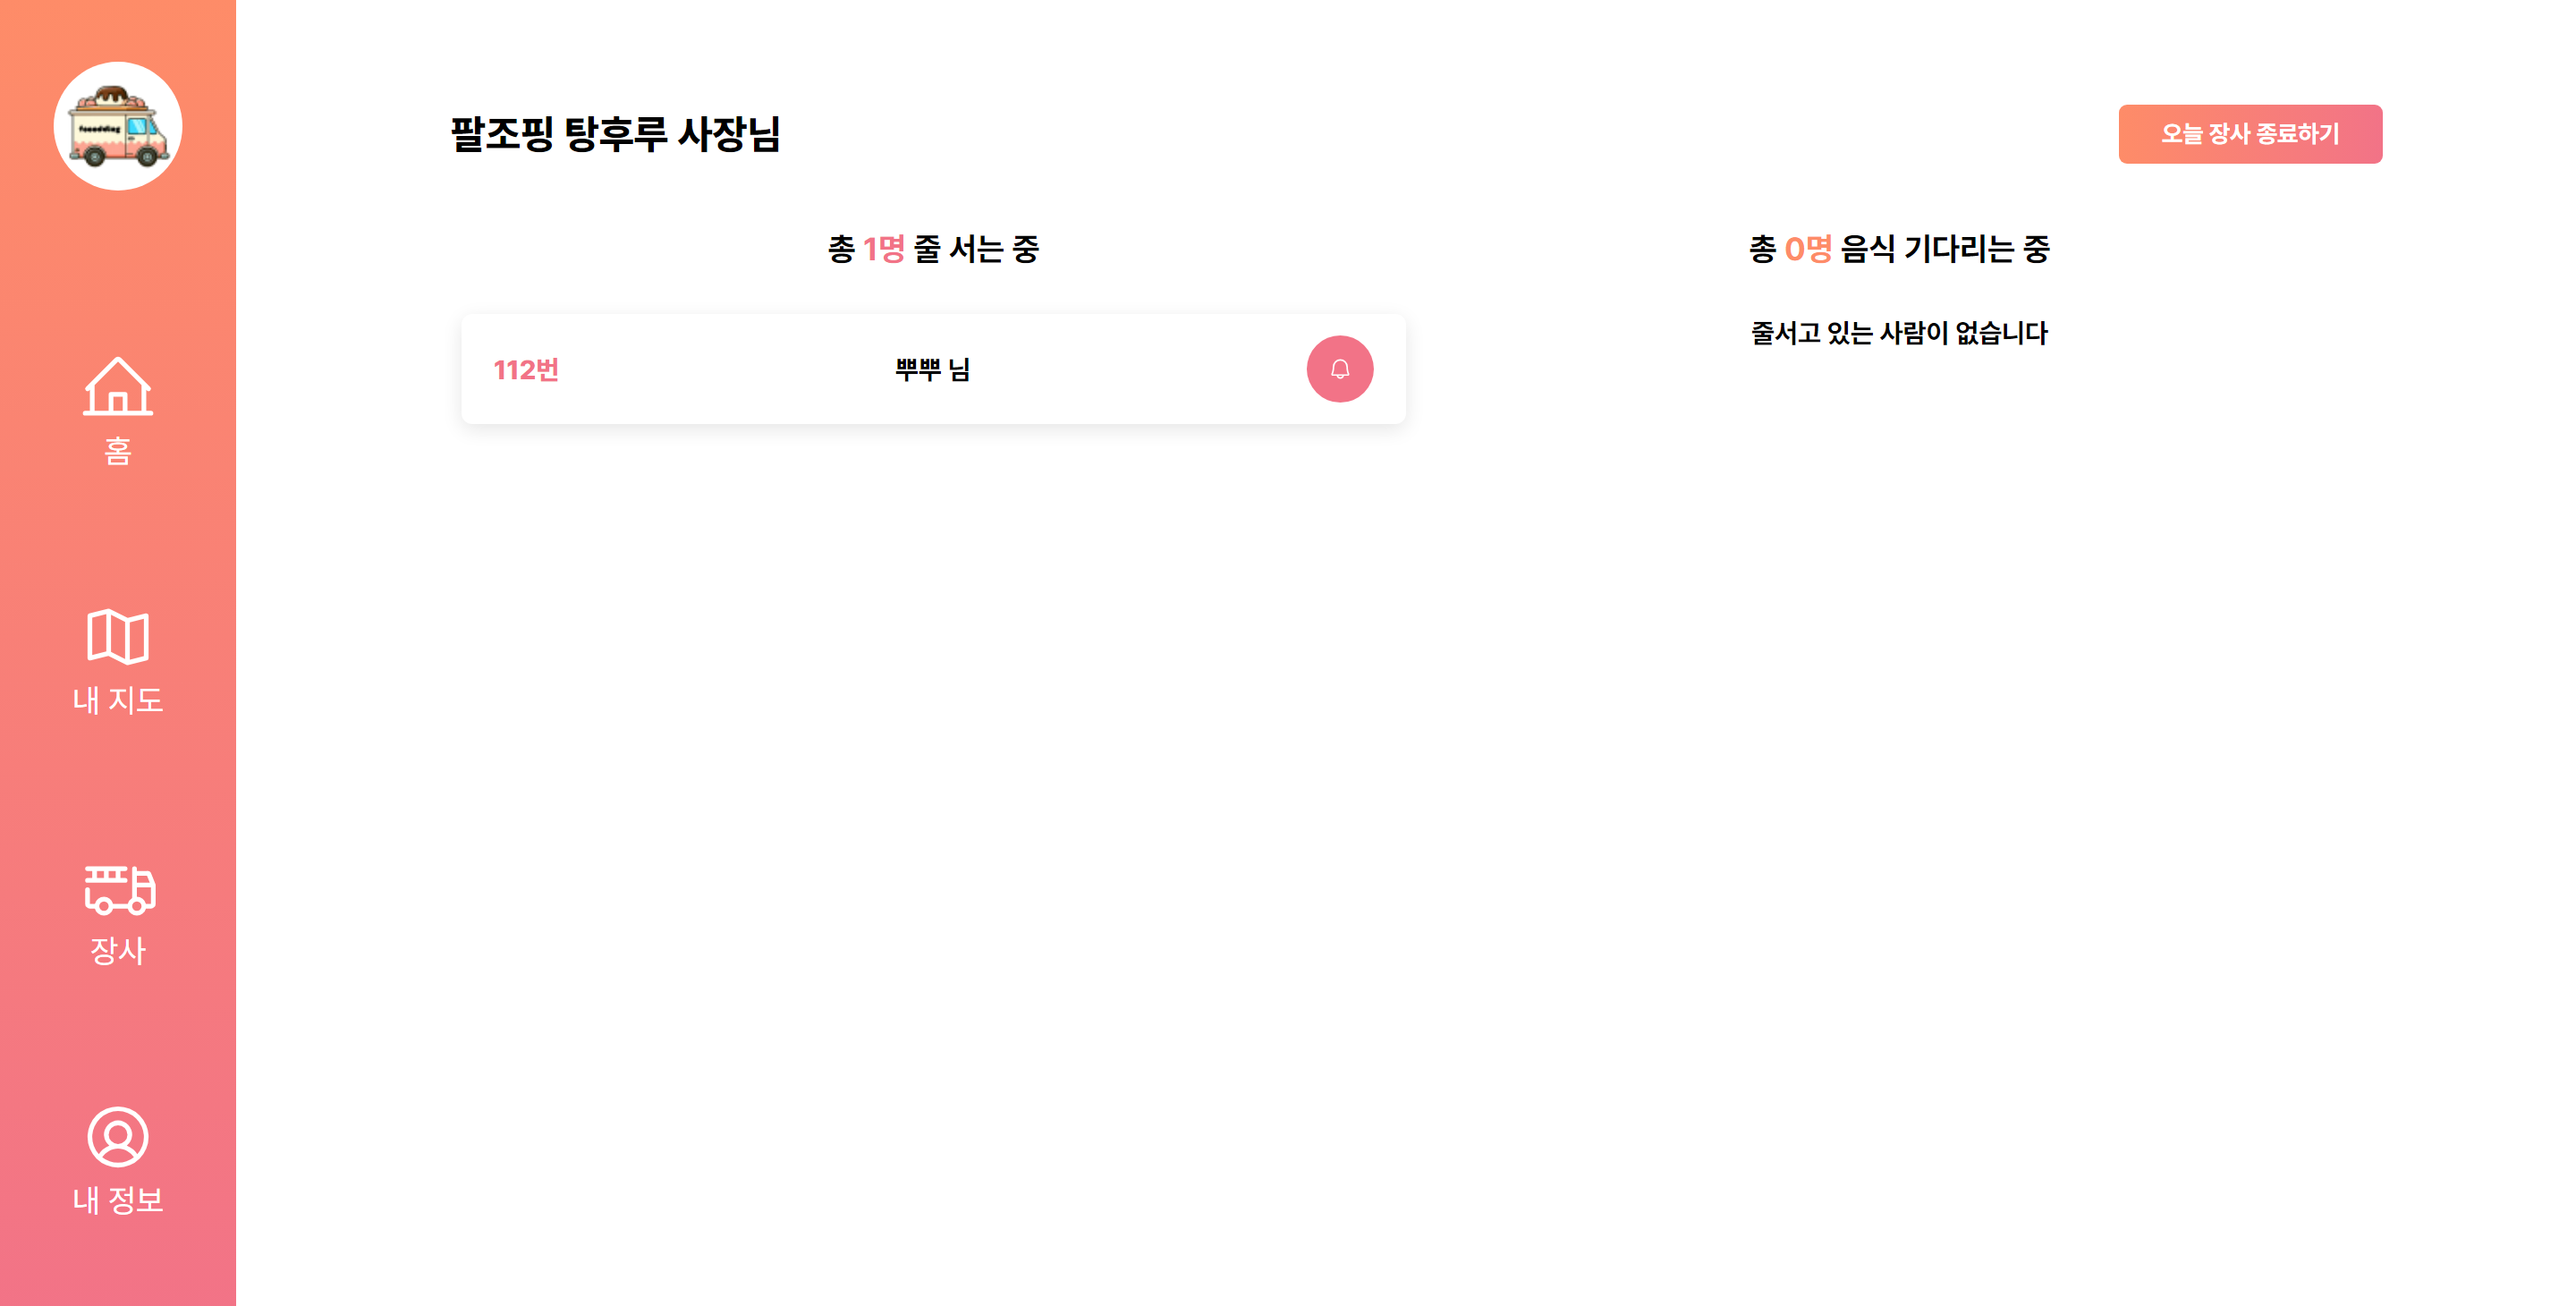 홈
내 지도
장사
내 정보
팔조핑 탕후루 사장님
오늘 장사 종료하기
총 1명 줄 서는 중
112번
뿌뿌 님
총 0명 음식 기다리는 중
줄서고 있는 사람이 없습니다